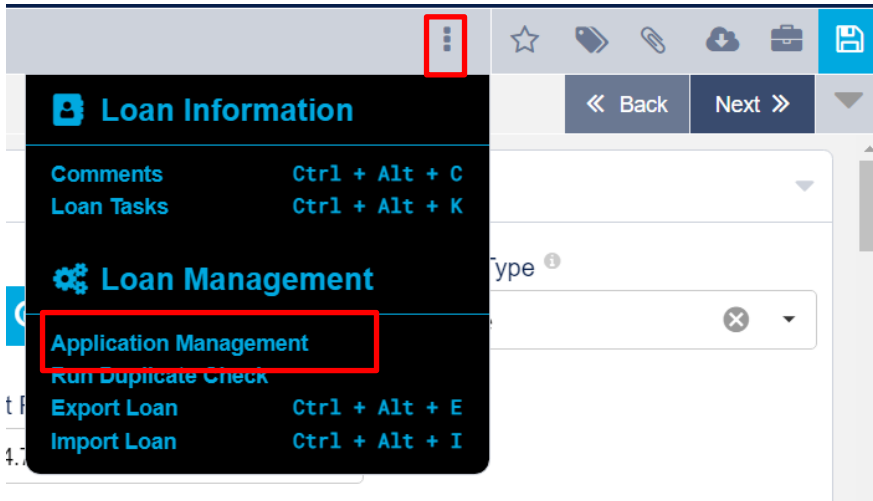 Back Next
Loan Information
Comments Ctrl + Alt + C
Loan Tasks Ctrl + Alt + K
Loan Management
Type
Application Management
Run Duplicate Check
Export Loan Ctrl + Alt + E
Import Loan Ctrl + Alt + I